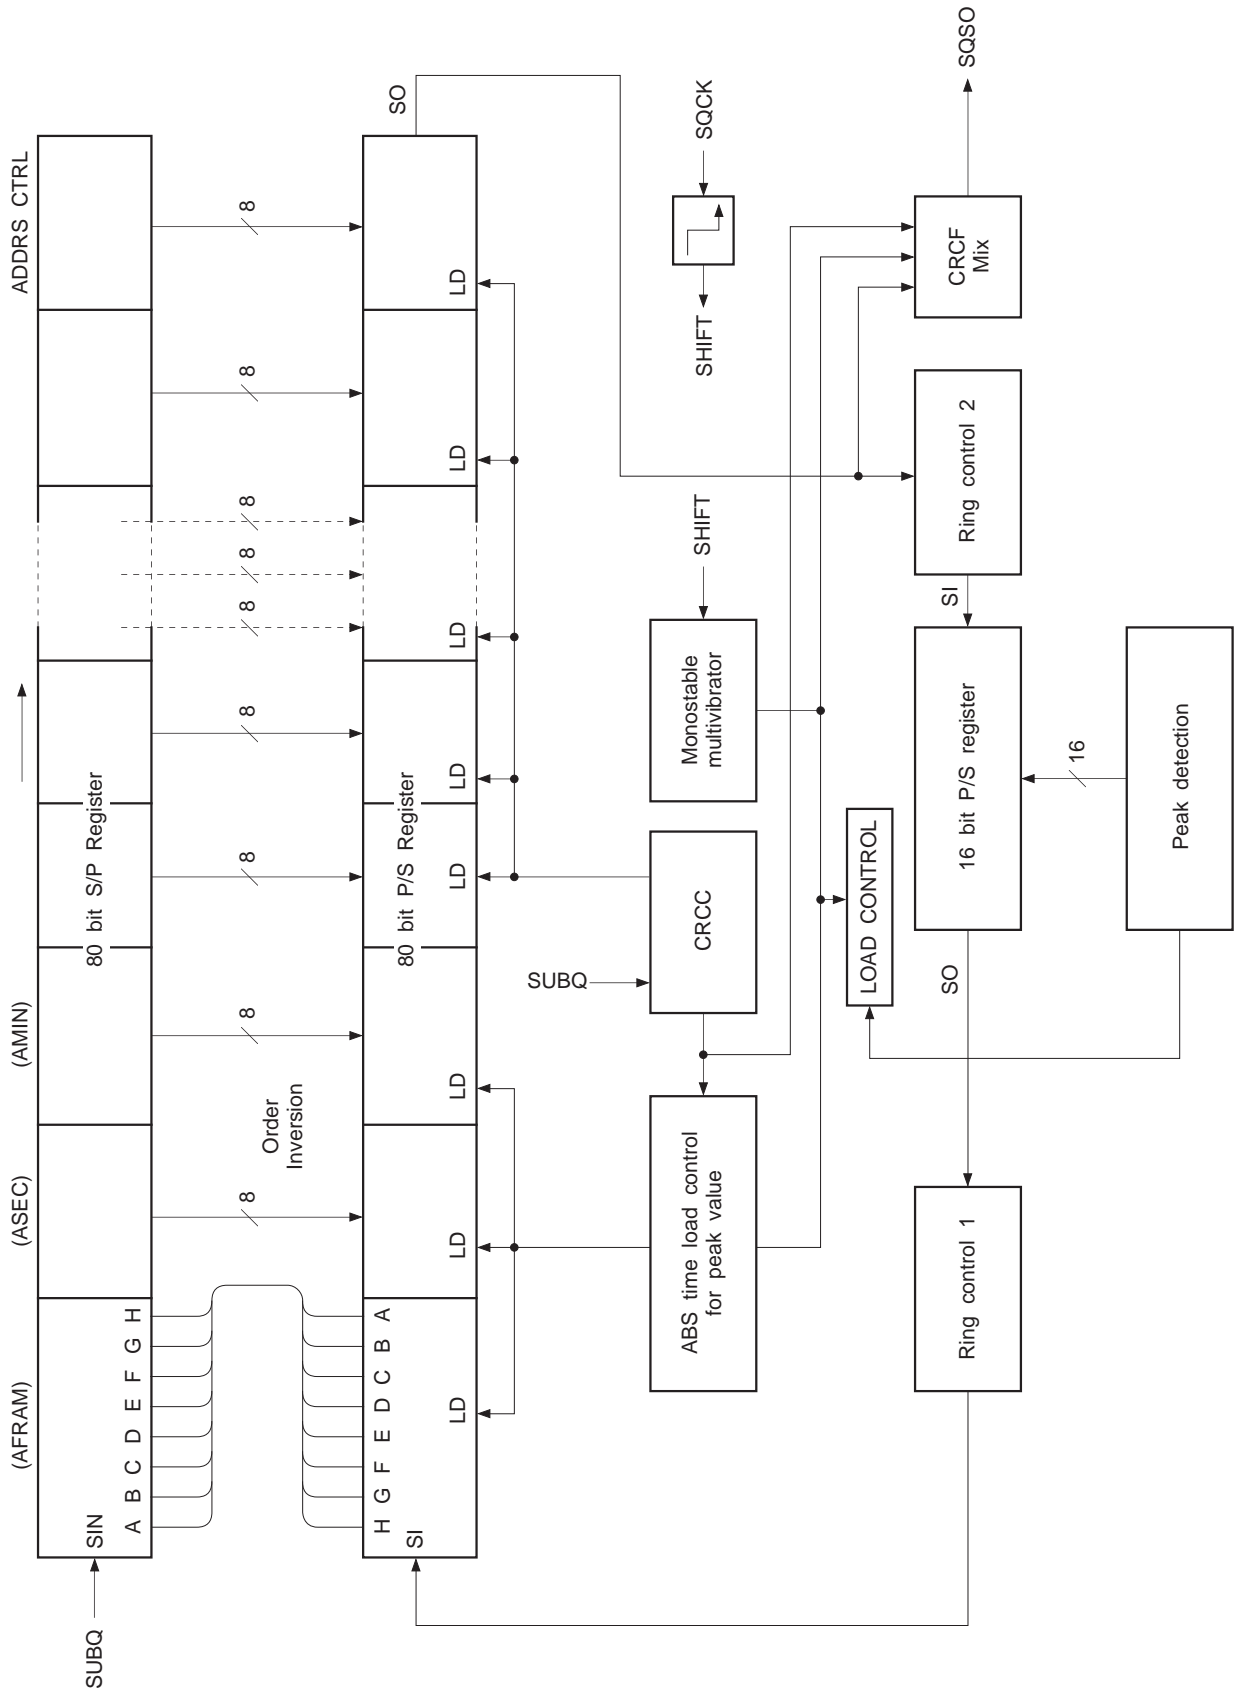 ADDRS CTRL
(AMIN)
(ASEC)
(AFRAM)
SUBQ
SIN
A B C D E F G H
80 bit S/P Register
8
8
8
8
8
8
8
8
8
Order
Inversion
H G F E D C B A
SI
80 bit P/S Register
LD
LD
LD
LD
LD
LD
LD
LD
SO
SUBQ
CRCC
ABS time load control
for peak value
Monostable
multivibrator
SHIFT
SHIFT
SQCK
LOAD CONTROL
CRCF
Mix
SQSO
Ring control 1
SO
16 bit P/S register
SI
Ring control 2
16
Peak detection